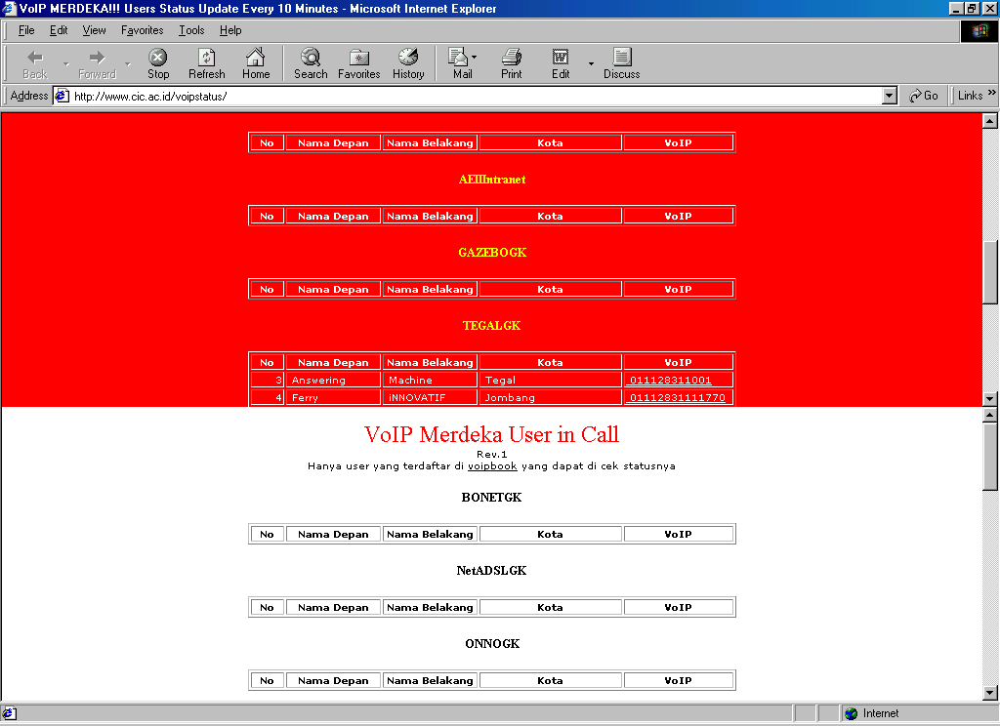 VoIP MERDEKA!!! Users Status Update Every 10 Minutes - Microsoft Internet Explorer
File Edit View Favorites Tools Help
Back Forward Stop Refresh Home Search Favorites History Mail Print Edit Discuss
Address http://www.cic.ac.id/voipstatus/ Go Links »
No Nama Depan Nama Belakang Kota VoIP
AEIIIntranet
No Nama Depan Nama Belakang Kota VoIP
GAZEBOGK
No Nama Depan Nama Belakang Kota VoIP
TEGALGK
No Nama Depan Nama Belakang Kota VoIP
3 Answering Machine Tegal 011128311001
4 Ferry iNNOVATIF Jombang 01112831111770
VoIP Merdeka User in Call
Rev.1
Hanya user yang terdaftar di voipbook yang dapat di cek statusnya
BONETGK
No Nama Depan Nama Belakang Kota VoIP
NetADSLGK
No Nama Depan Nama Belakang Kota VoIP
ONNOGK
No Nama Depan Nama Belakang Kota VoIP
Internet